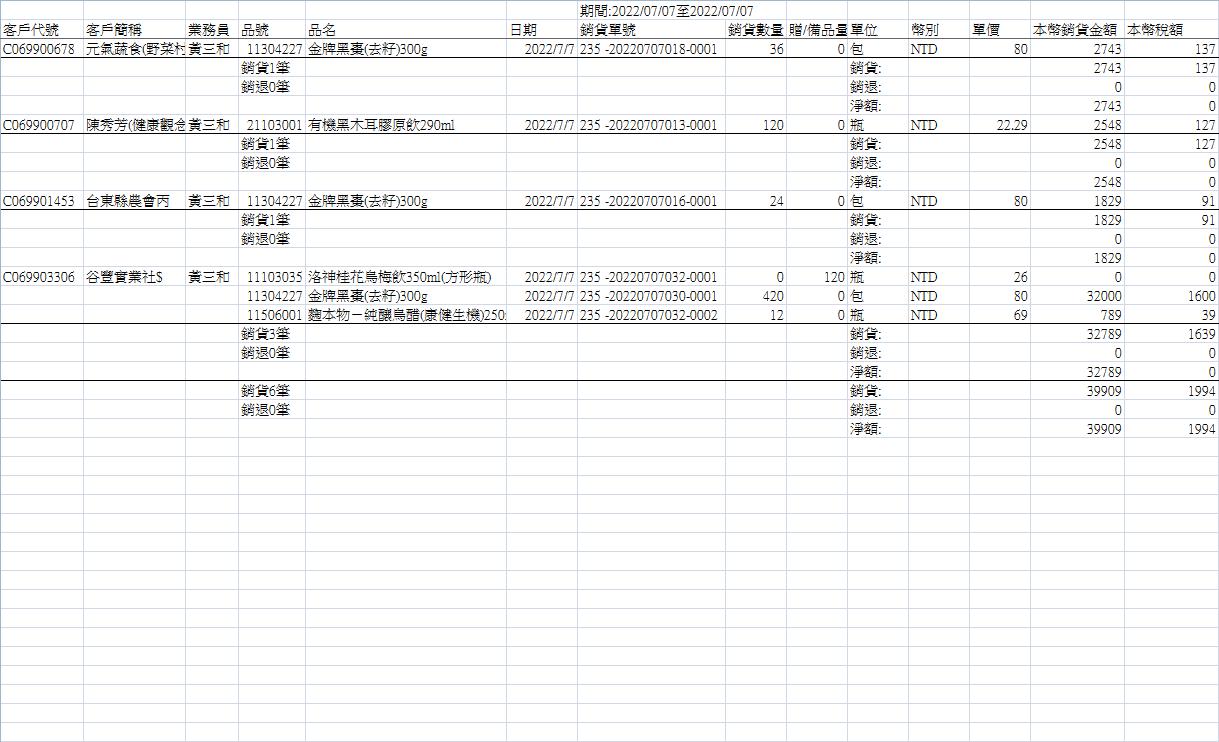 期間:2022/07/07至2022/07/07
客戶代號 客戶簡稱 業務員 品號 品名 日期 銷貨單號 銷貨數量 贈/備品量 單位 幣別 單價 本幣銷貨金額 本幣稅額
C069900678 元氣蔬食(野菜村 黃三和 11304227 金牌黑棗(去籽)300g 2022/7/7 235 -20220707018-0001 36 0 包 NTD 80 2743 137
銷貨1筆 銷貨: 2743 137
銷退0筆 銷退: 0 0
淨額: 2743 0
C069900707 陳秀芳(健康觀念 黃三和 21103001 有機黑木耳膠原飲290ml 2022/7/7 235 -20220707013-0001 120 0 瓶 NTD 22.29 2548 127
銷貨1筆 銷貨: 2548 127
銷退0筆 銷退: 0 0
淨額: 2548 0
C069901453 台東縣農會丙 黃三和 11304227 金牌黑棗(去籽)300g 2022/7/7 235 -20220707016-0001 24 0 包 NTD 80 1829 91
銷貨1筆 銷貨: 1829 91
銷退0筆 銷退: 0 0
淨額: 1829 0
C069903306 谷豐實業社$ 黃三和 11103035 洛神桂花烏梅飲350ml(方形瓶) 2022/7/7 235 -20220707032-0001 0 120 瓶 NTD 26 0 0
11304227 金牌黑棗(去籽)300g 2022/7/7 235 -20220707030-0001 420 0 包 NTD 80 32000 1600
11506001 麴本物－純釀烏醋(康健生機)250 2022/7/7 235 -20220707032-0002 12 0 瓶 NTD 69 789 39
銷貨3筆 銷貨: 32789 1639
銷退0筆 銷退: 0 0
淨額: 32789 0
銷貨6筆 銷貨: 39909 1994
銷退0筆 銷退: 0 0
淨額: 39909 1994